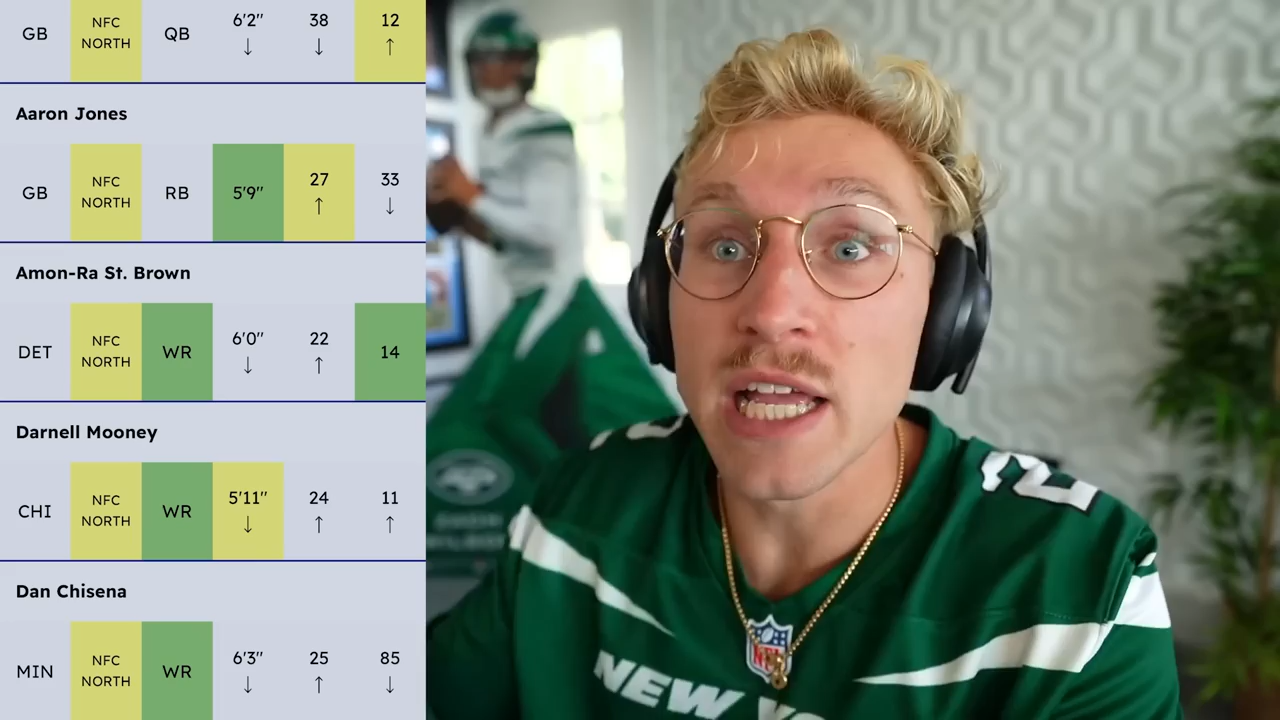 GB
NFC
NORTH
QB
6'2"
↓
38
↓
12
↑
Aaron Jones
GB
NFC
NORTH
RB
5'9"
27
↑
33
↓
Amon-Ra St. Brown
DET
NFC
NORTH
WR
6'0"
↓
22
↑
14
Darnell Mooney
CHI
NFC
NORTH
WR
5'11"
↓
24
↑
11
↑
Dan Chisena
MIN
NFC
NORTH
WR
6'3"
↓
25
↑
85
↓
2
NFL
NEW YO